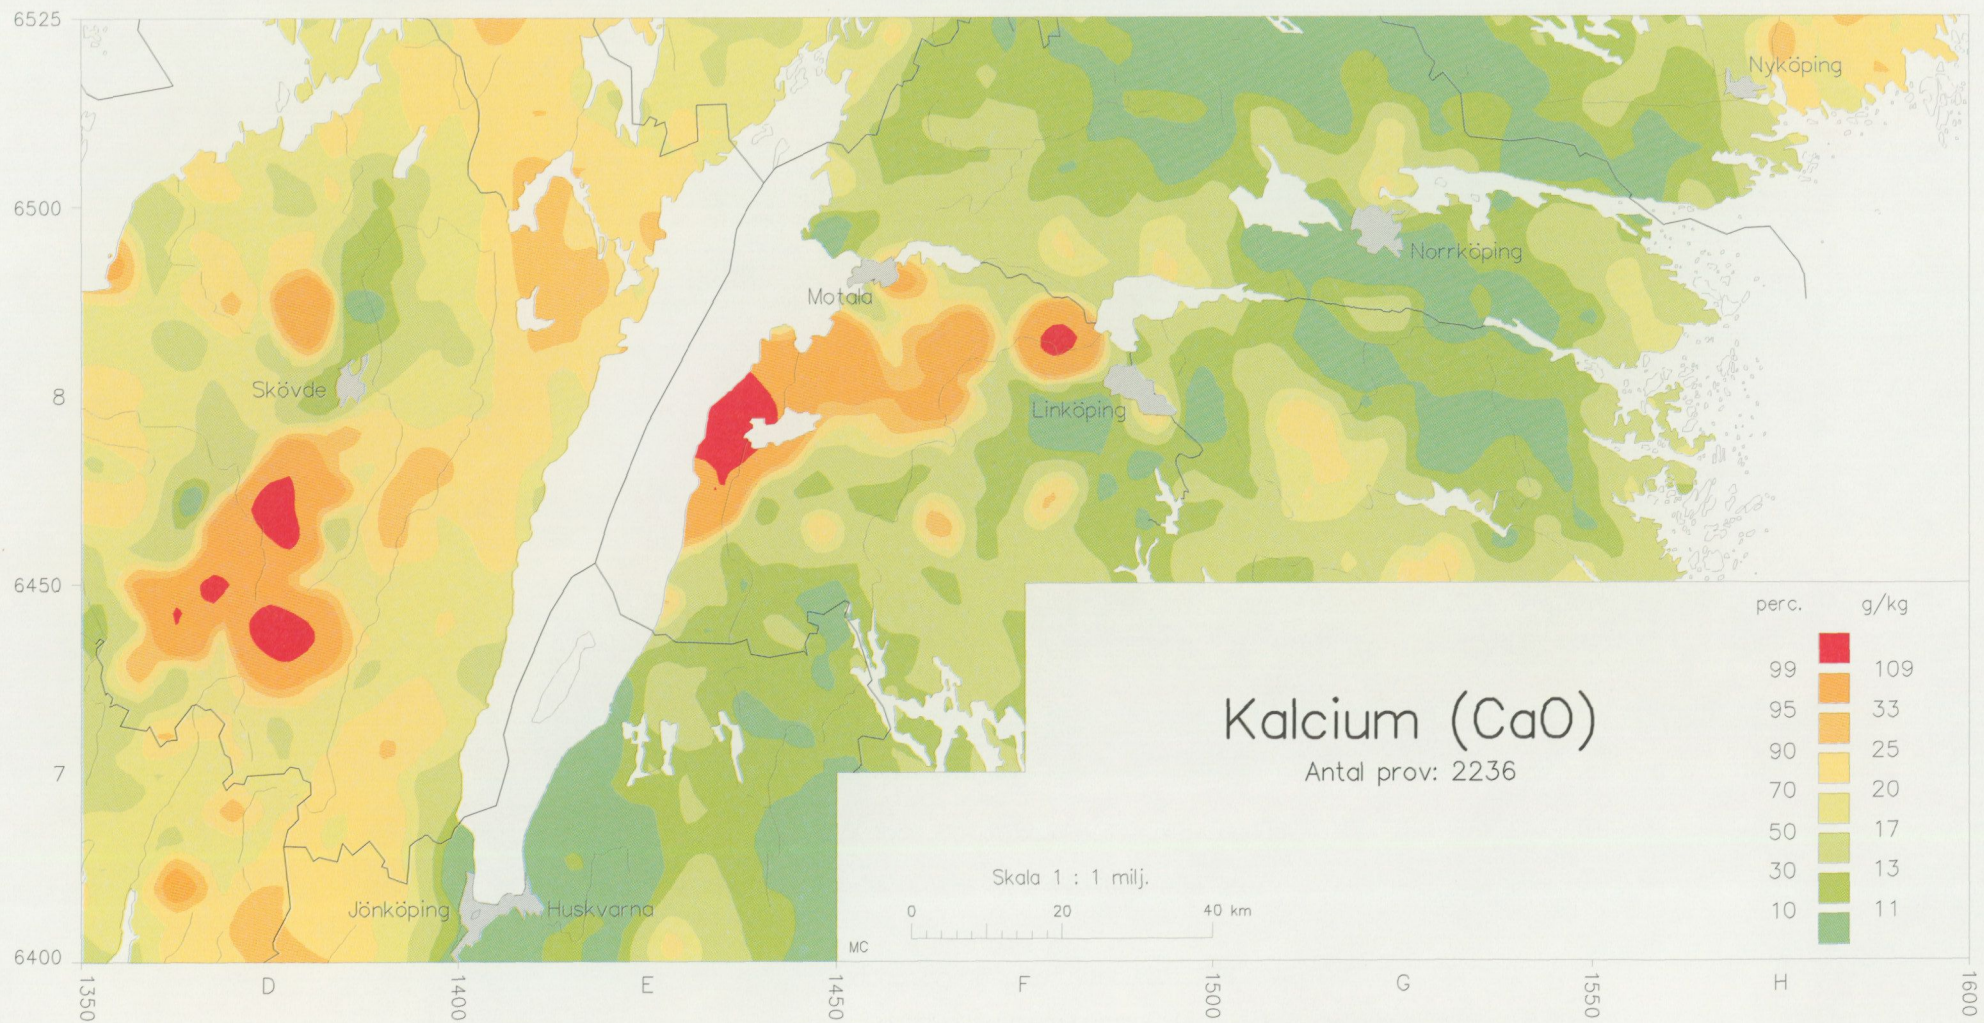 6525
Nyköping
6500
Norrköping
Motala
Skövde
8
Linköping
6450
perc. g/kg
99 109
95 33
90 25
70 20
50 17
30 13
10 11
Kalcium (CaO)
Antal prov: 2236
7
Skala 1 : 1 milj.
0 20 40 km
Jönköping Huskvarna
MC
6400
1350 D 1400 E 1450 F 1500 G 1550 H 1600